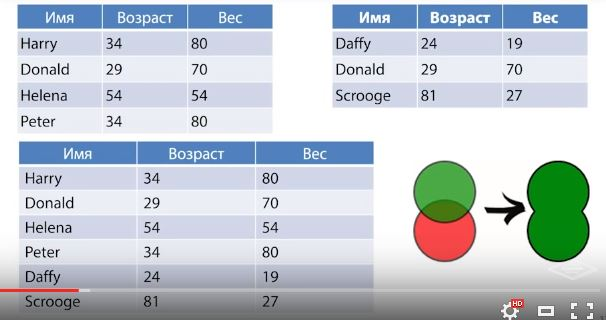 Имя Возраст Вес
Harry 34 80
Donald 29 70
Helena 54 54
Peter 34 80
Имя Возраст Вес
Daffy 24 19
Donald 29 70
Scrooge 81 27
Имя Возраст Вес
Harry 34 80
Donald 29 70
Helena 54 54
Peter 34 80
Daffy 24 19
Scrooge 81 27
HD